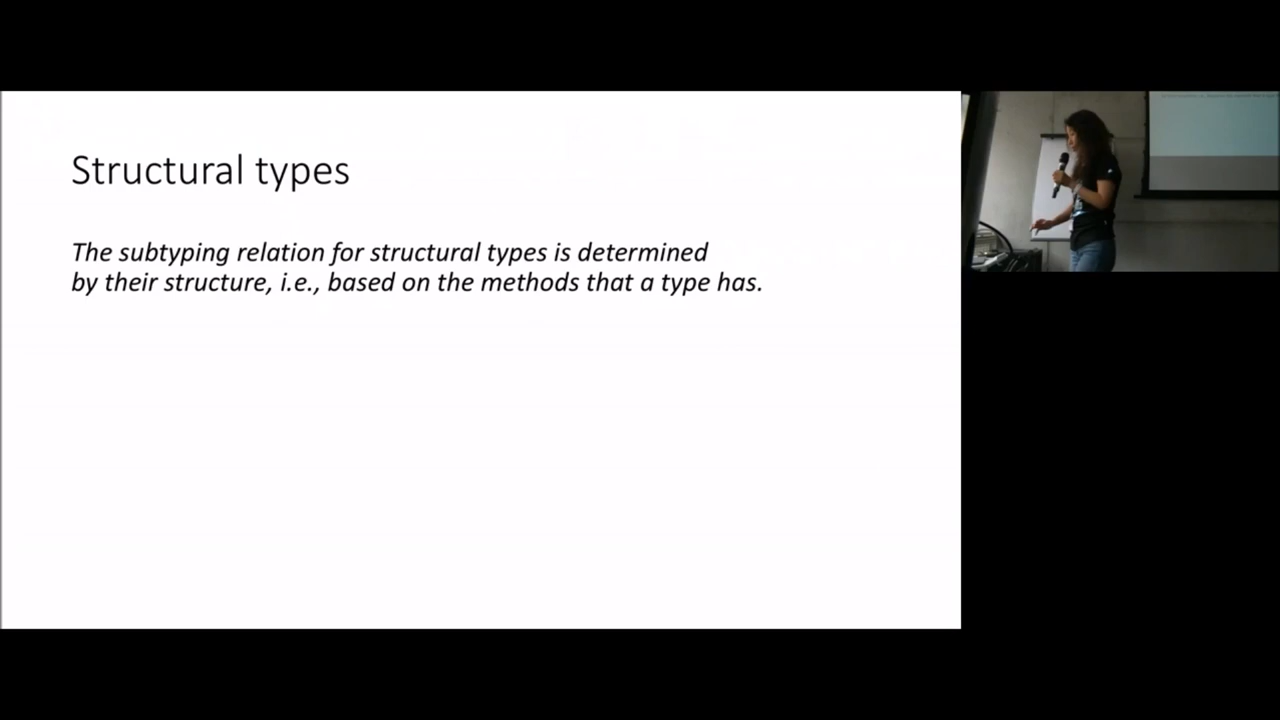 Structural types
The subtyping relation for structural types is determined
by their structure, i.e., based on the methods that a type has.